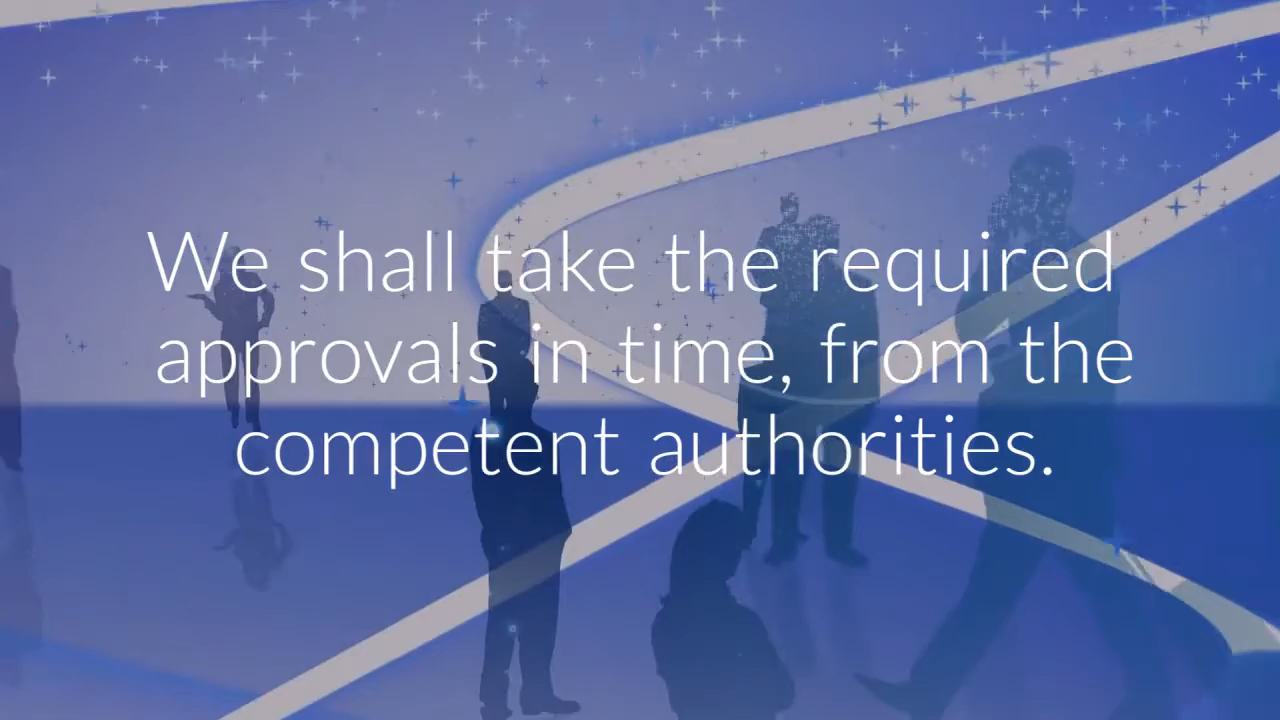 We shall take the required
approvals in time, from the
competent authorities.